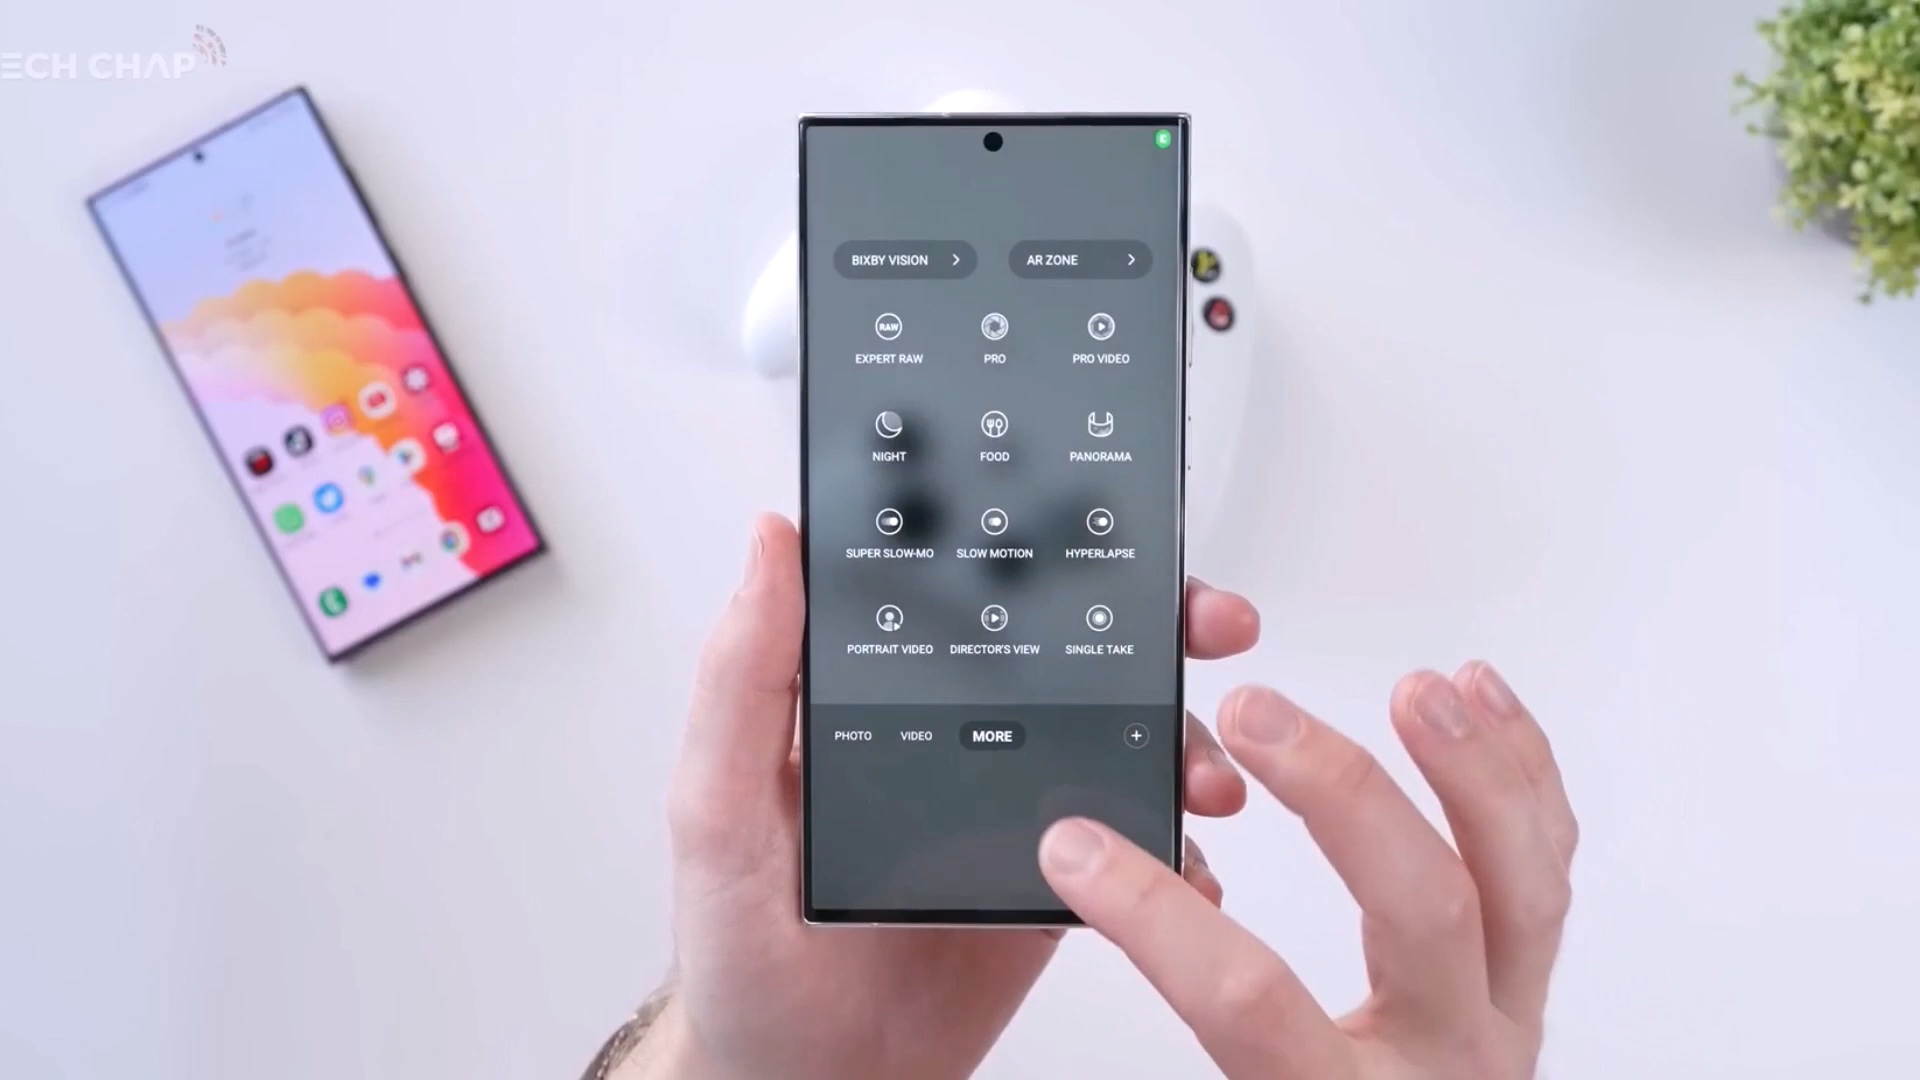 ECH CHAP
BIXBY VISION
AR ZONE
RAW
EXPERT RAW
PRO
PRO VIDEO
NIGHT
FOOD
PANORAMA
SUPER SLOW-MO
SLOW MOTION
HYPERLAPSE
PORTRAIT VIDEO
DIRECTOR'S VIEW
SINGLE TAKE
PHOTO
VIDEO
MORE